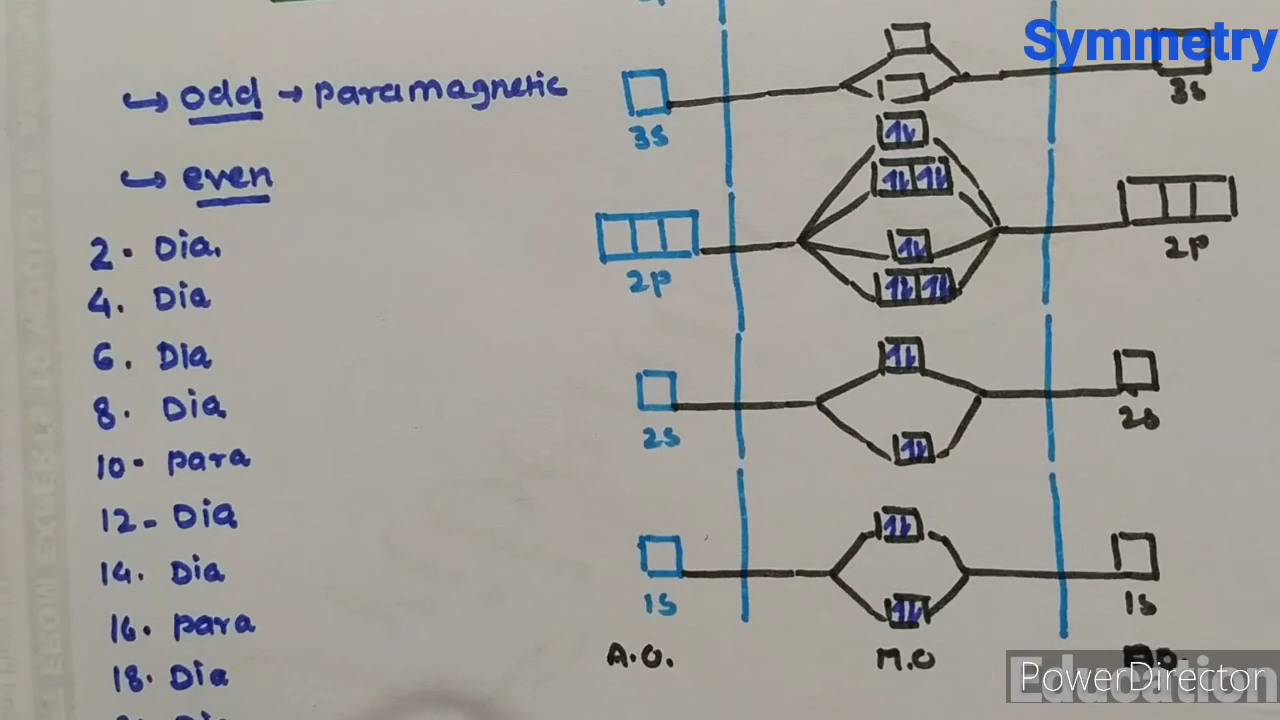 Symmetry
↳ odd → paramagnetic
↳ even
2. Dia.
4. Dia
6. Dia
8. Dia
10- para
12- Dia
14. Dia
16. para
18. Dia
3s
3s
2p
2p
2s
2s
1s
1s
A.O.
M.O
Education
PowerDirector